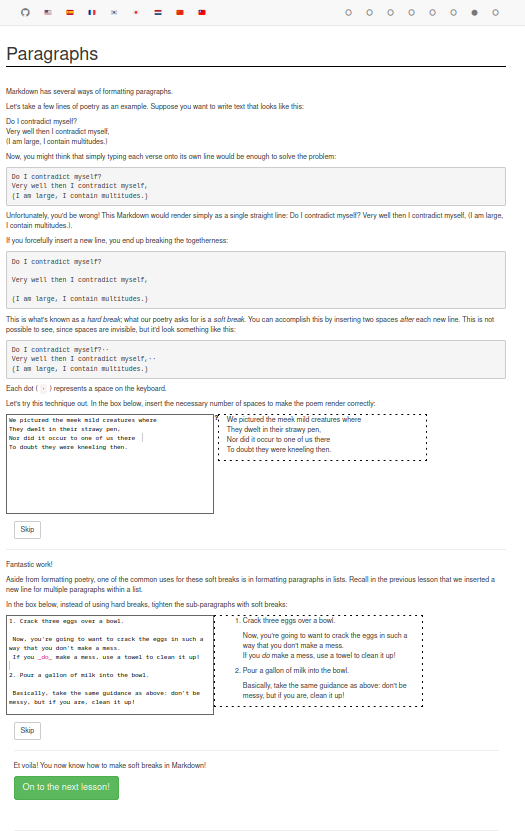 Paragraphs
Markdown has several ways of formatting paragraphs.
Let's take a few lines of poetry as an example. Suppose you want to write text that looks like this:
Do I contradict myself?
Very well then I contradict myself,
(I am large, I contain multitudes.)
Now, you might think that simply typing each verse onto its own line would be enough to solve the problem:
Do I contradict myself?
Very well then I contradict myself,
(I am large, I contain multitudes.)
Unfortunately, you'd be wrong! This Markdown would render simply as a single straight line: Do I contradict myself? Very well then I contradict myself, (I am large,
I contain multitudes.).
If you forcefully insert a new line, you end up breaking the togetherness:
Do I contradict myself?
Very well then I contradict myself,
(I am large, I contain multitudes.)
This is what's known as a hard break; what our poetry asks for is a soft break. You can accomplish this by inserting two spaces after each new line. This is not
possible to see, since spaces are invisible, but it'd look something like this:
Do I contradict myself?··
Very well then I contradict myself,··
(I am large, I contain multitudes.)
Each dot ( · ) represents a space on the keyboard.
Let's try this technique out. In the box below, insert the necessary number of spaces to make the poem render correctly:
We pictured the meek mild creatures where
They dwelt in their strawy pen,
Nor did it occur to one of us there
To doubt they were kneeling then.
We pictured the meek mild creatures where
They dwelt in their strawy pen,
Nor did it occur to one of us there
To doubt they were kneeling then.
Skip
Fantastic work!
Aside from formatting poetry, one of the common uses for these soft breaks is in formatting paragraphs in lists. Recall in the previous lesson that we inserted a
new line for multiple paragraphs within a list.
In the box below, instead of using hard breaks, tighten the sub-paragraphs with soft breaks:
1. Crack three eggs over a bowl.
Now, you're going to want to crack the eggs in such a
way that you don't make a mess.
If you _do_ make a mess, use a towel to clean it up!
2. Pour a gallon of milk into the bowl.
Basically, take the same guidance as above: don't be
messy, but if you are, clean it up!
1. Crack three eggs over a bowl.
Now, you're going to want to crack the eggs in such a
way that you don't make a mess.
If you do make a mess, use a towel to clean it up!
2. Pour a gallon of milk into the bowl.
Basically, take the same guidance as above: don't be
messy, but if you are, clean it up!
Skip
Et voila! You now know how to make soft breaks in Markdown!
On to the next lesson!